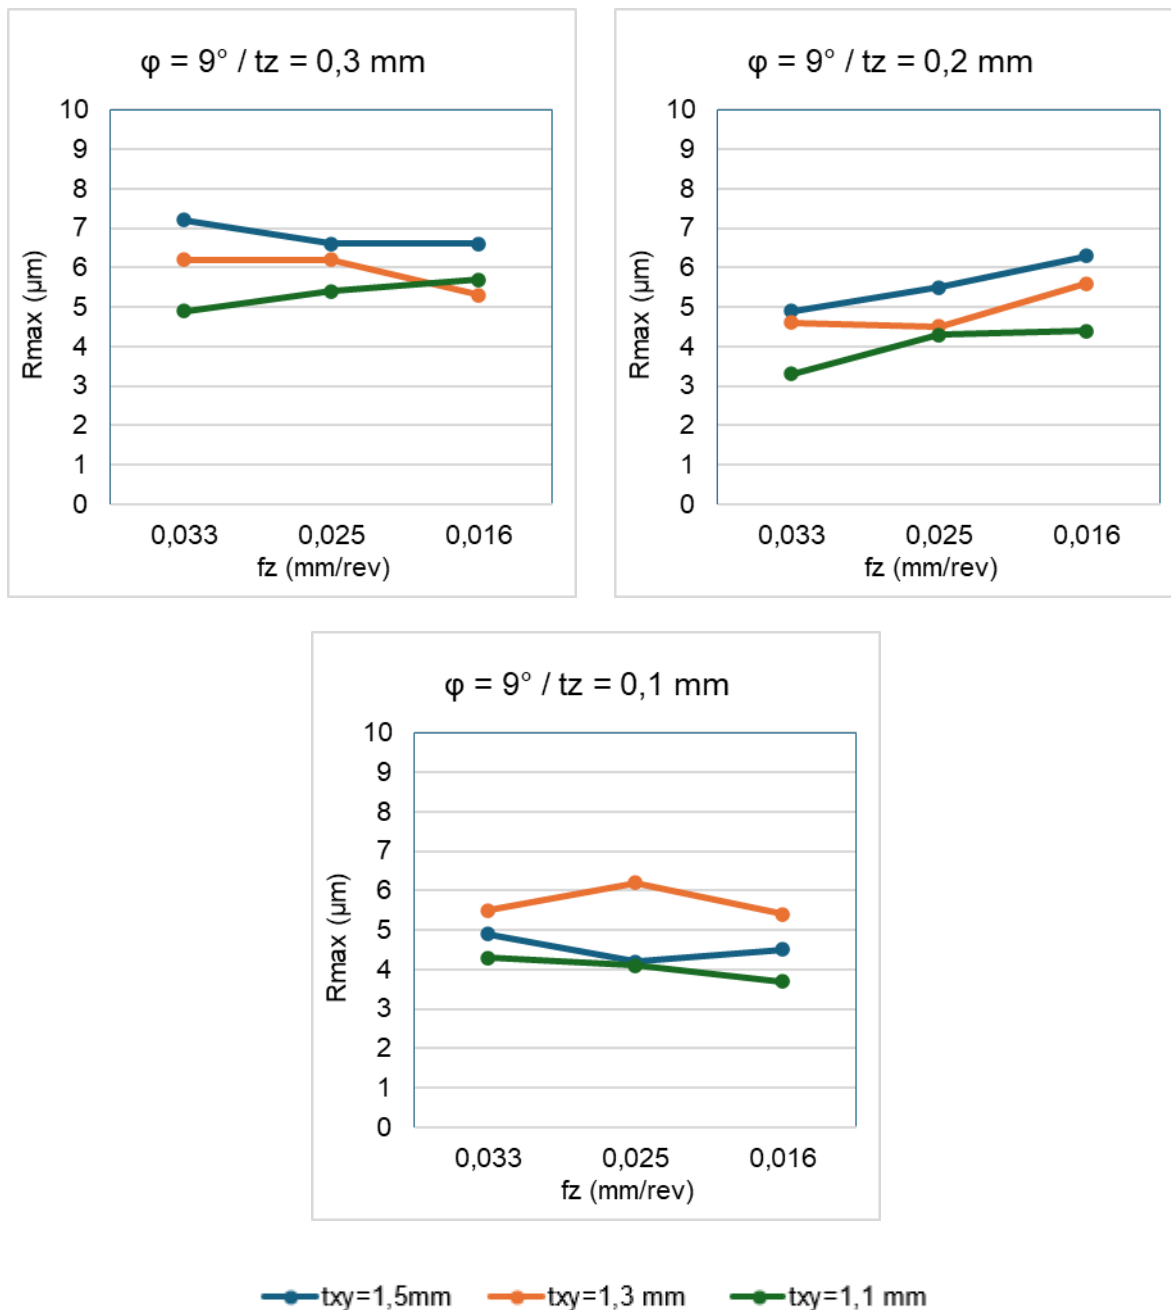 φ = 9° / tz = 0,3 mm
10
9
8
7
6
5
4
3
2
1
0
Rmax (μm)
0,033 0,025 0,016
fz (mm/rev)
φ = 9° / tz = 0,2 mm
10
9
8
7
6
5
4
3
2
1
0
Rmax (μm)
0,033 0,025 0,016
fz (mm/rev)
φ = 9° / tz = 0,1 mm
10
9
8
7
6
5
4
3
2
1
0
Rmax (μm)
0,033 0,025 0,016
fz (mm/rev)
txy=1,5mm txy=1,3 mm txy=1,1 mm